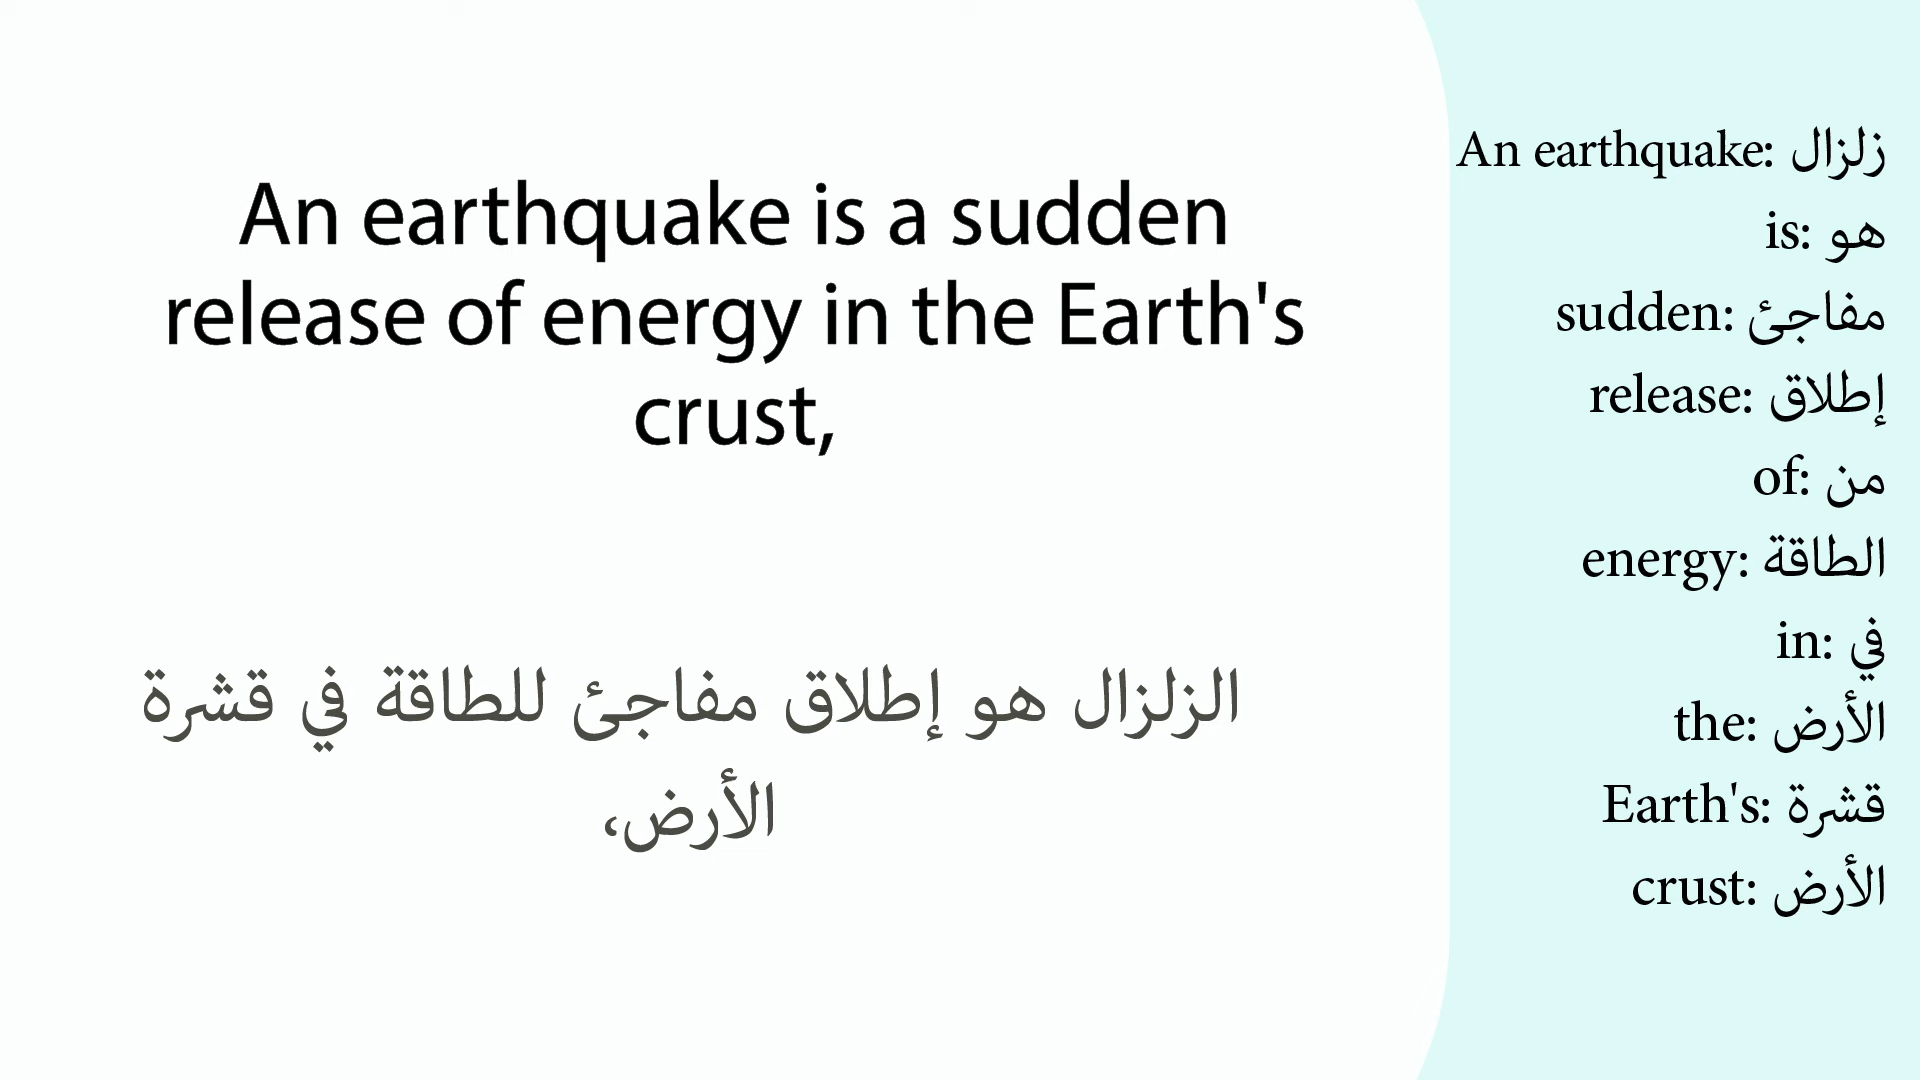 An earthquake is a sudden
release of energy in the Earth's
crust,
الزلزال هو إطلاق مفاجئ للطاقة في قشرة
الأرض،
An earthquake: زلزال
is: هو
sudden: مفاجئ
release: إطلاق
of: من
energy: الطاقة
in: في
the: الأرض
Earth's: قشرة
crust: الأرض